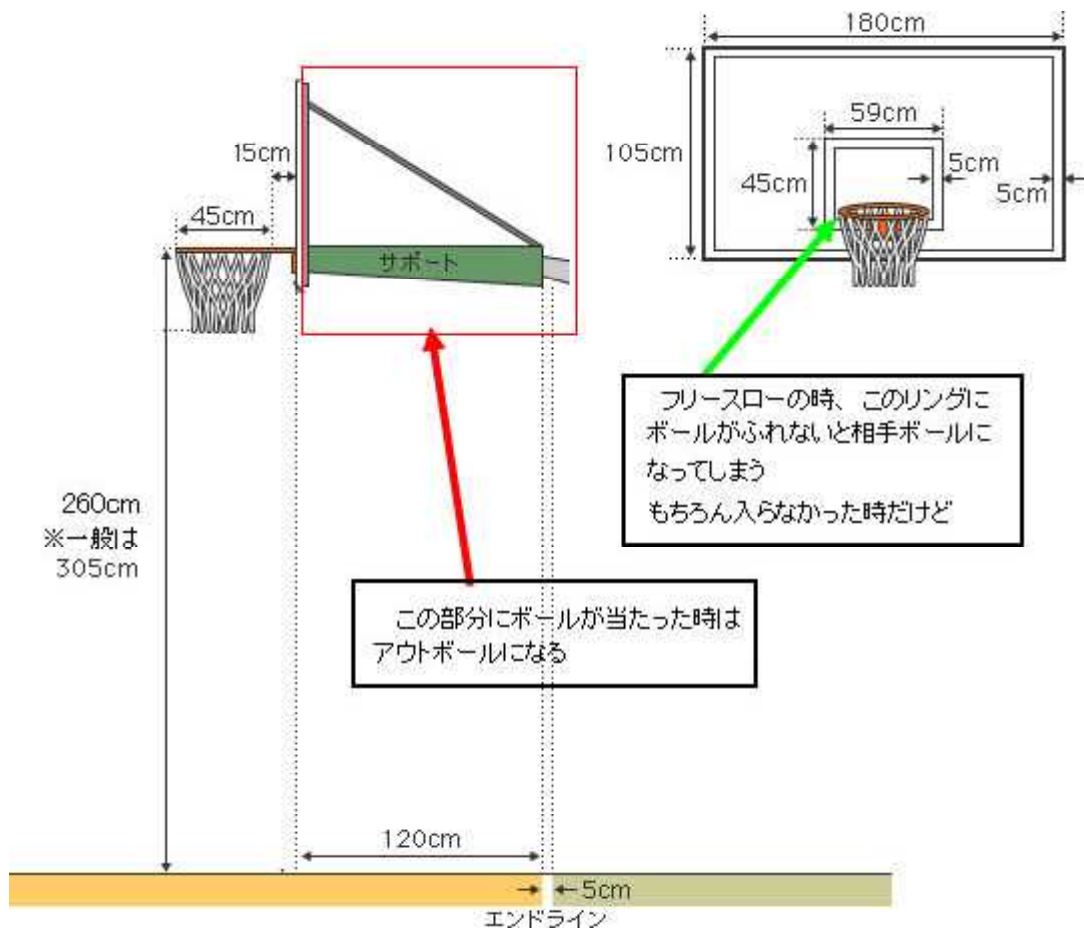 180cm
59cm
15cm
105cm
5cm
45cm
5cm
45cm
サポート
フリースローの時、このリングに
ボールがふれないと相手ボールに
なってしまう
もちろん入らなかった時だけど
260cm
※一般は
305cm
この部分にボールが当たった時は
アウトボールになる
120cm
5cm
エンドライン